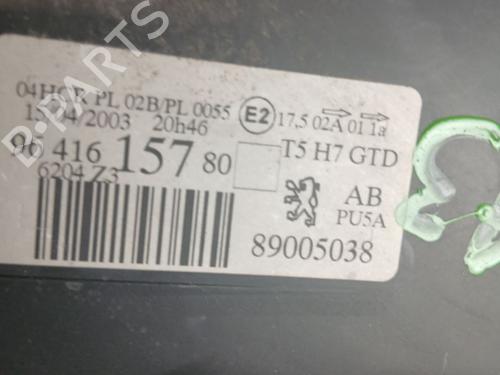 04HCR PL 02B/PL 0055 E2 17,5 02A 01 1a
15/04/2003 20h46
96 416 157 80 T5 H7 GTD
6204 Z3
AB
PU5A
89005038
B-PARTS